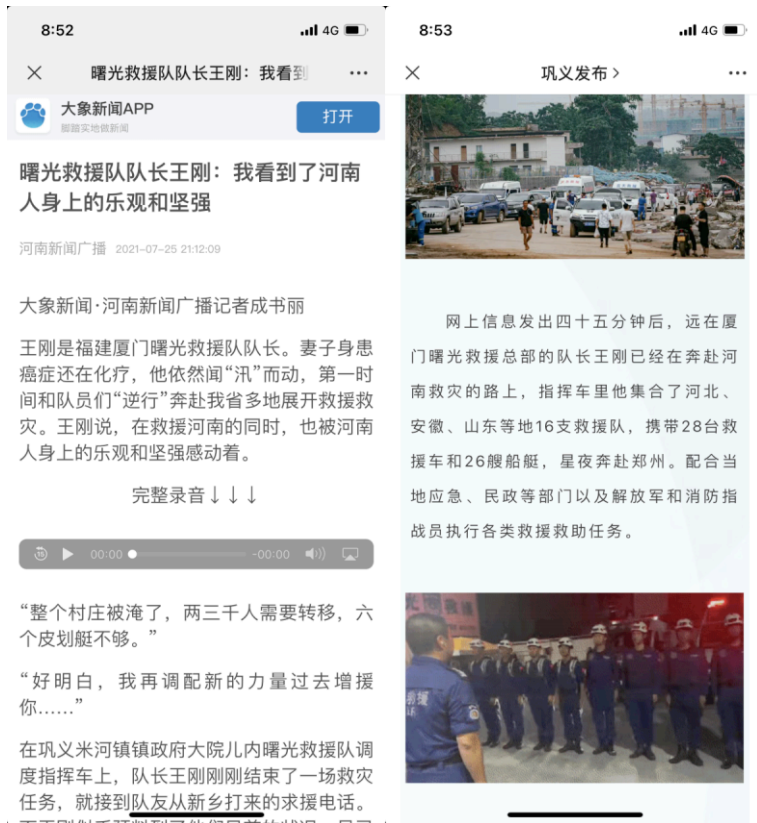 8:52
4G
曙光救援队队长王刚：我看到
大象新闻APP
脚踏实地做新闻
打开
曙光救援队队长王刚：我看到了河南
人身上的乐观和坚强
河南新闻广播 2021-07-25 21:12:09
大象新闻·河南新闻广播记者成书丽
王刚是福建厦门曙光救援队队长。妻子身患
癌症还在化疗，他依然闻“汛”而动，第一时
间和队员们“逆行”奔赴我省多地展开救援救
灾。王刚说，在救援河南的同时，也被河南
人身上的乐观和坚强感动着。
完整录音↓↓↓
15
00:00
-00:00
“整个村庄被淹了，两三千人需要转移，六
个皮划艇不够。”
“好明白，我再调配新的力量过去增援
你……”
在巩义米河镇镇政府大院儿内曙光救援队调
度指挥车上，队长王刚刚刚结束了一场救灾
任务，就接到队友从新乡打来的求援电话。
8:53
4G
巩义发布
网上信息发出四十五分钟后，远在厦
门曙光救援总部的队长王刚已经在奔赴河
南救灾的路上，指挥车里他集合了河北、
安徽、山东等地16支救援队，携带28台救
援车和26艘船艇，星夜奔赴郑州。配合当
地应急、民政等部门以及解放军和消防指
战员执行各类救援救助任务。